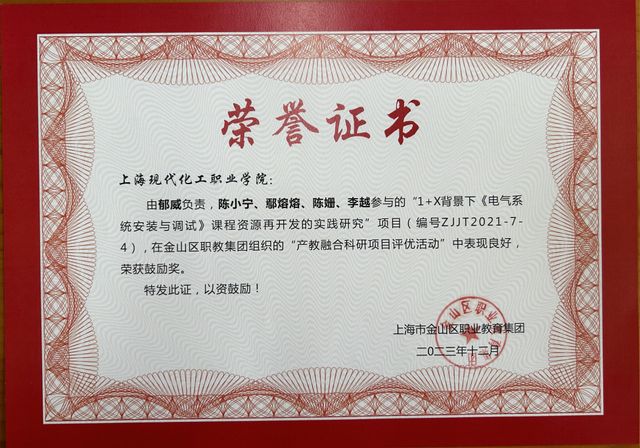 荣誉证书
上海现代化工职业学院：
由郁威负责，陈小宁、鄢熔熔、陈姗、李越参与的“1+X背景下《电气系
统安装与调试》课程资源再开发的实践研究”项目（编号ZJJT2021-7-
4），在金山区职教集团组织的“产教融合科研项目评优活动”中表现良好，
荣获鼓励奖。
特发此证，以资鼓励！
上海市金山区职业教育集团
二〇二三年十二月